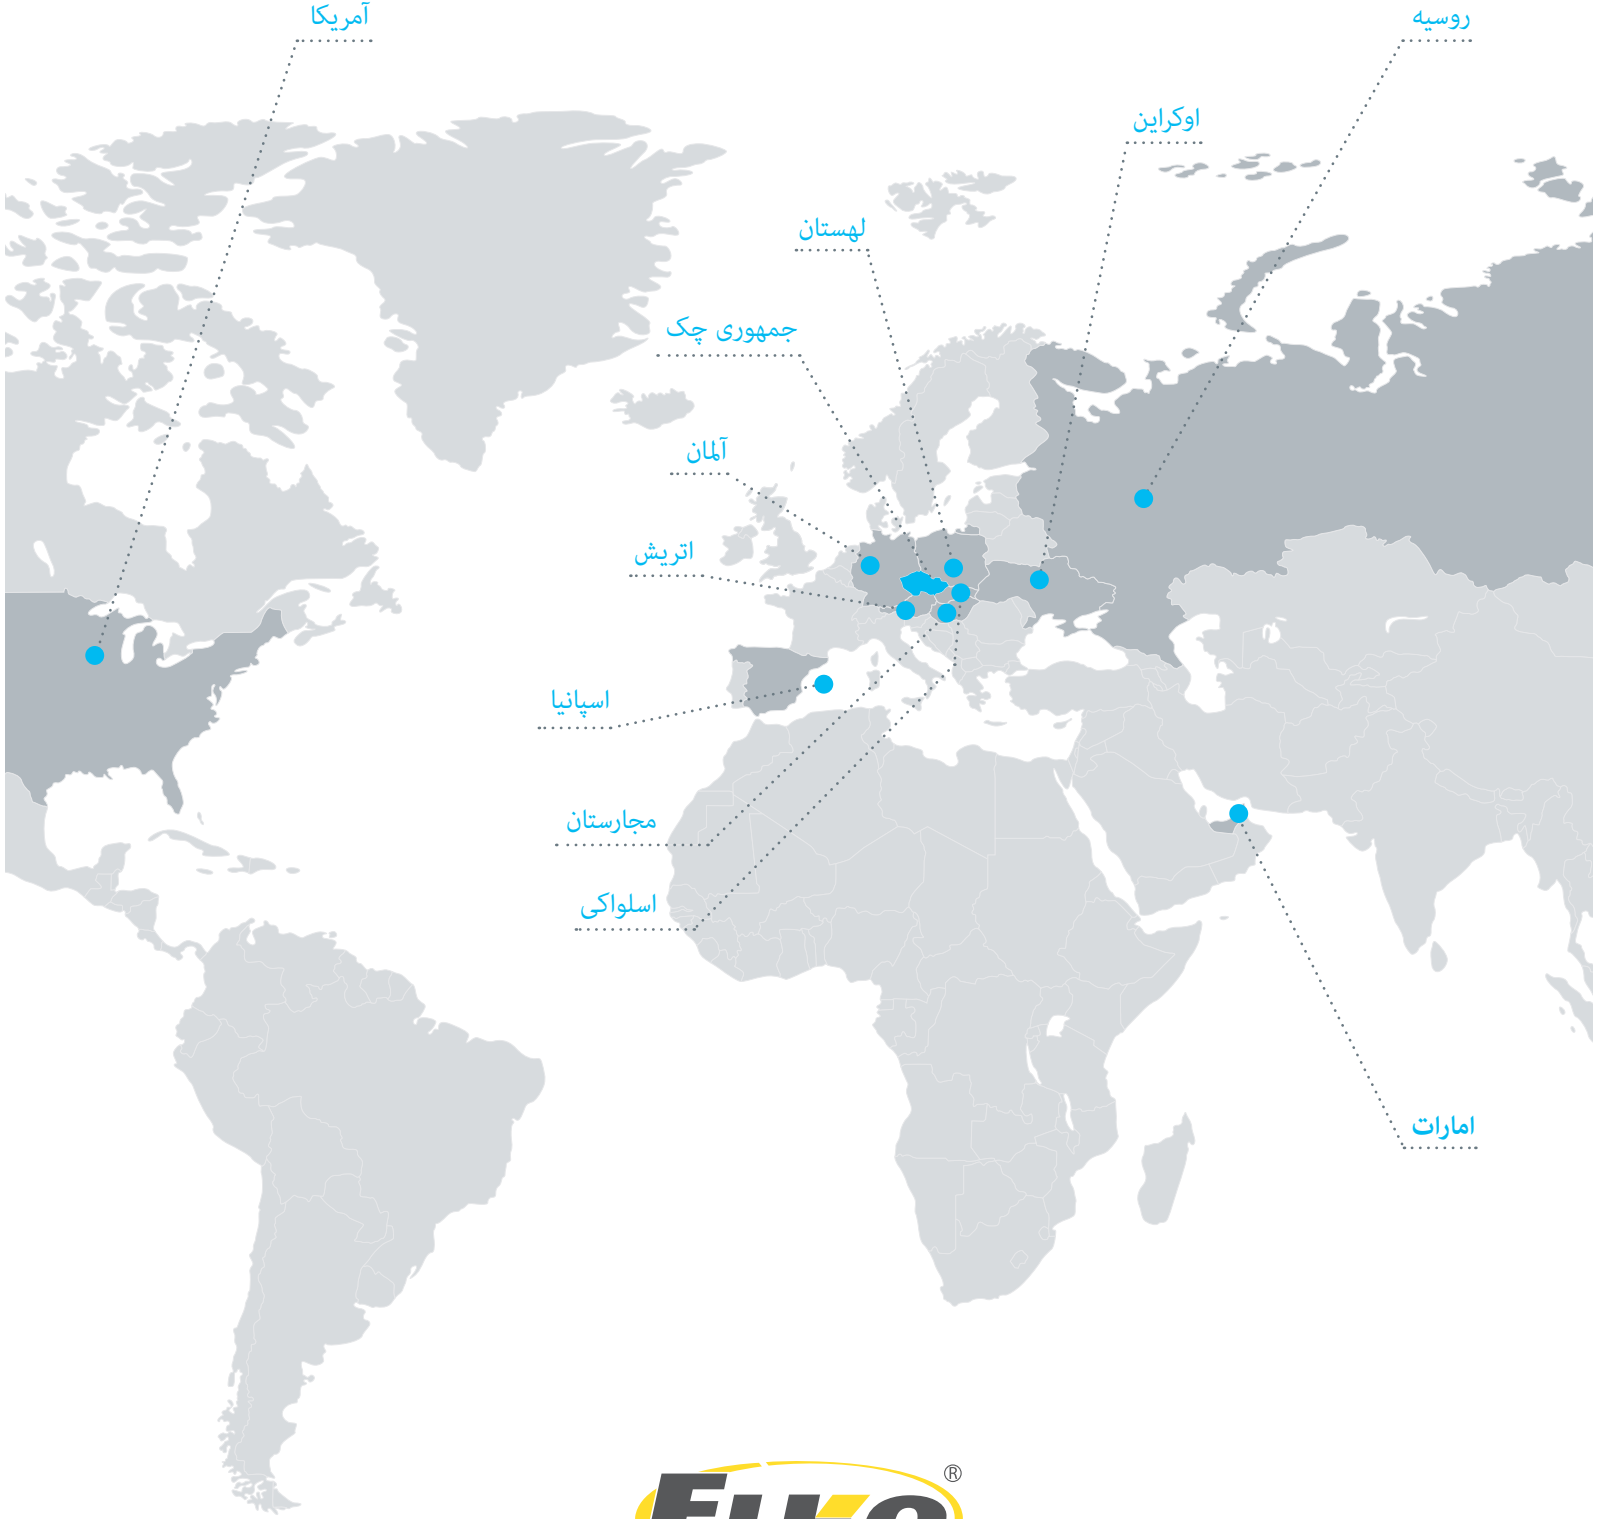 آمریکا
روسیه
اوکراین
لهستان
جمهوری چک
آلمان
اتریش
اسپانیا
مجارستان
اسلواکی
امارات
®